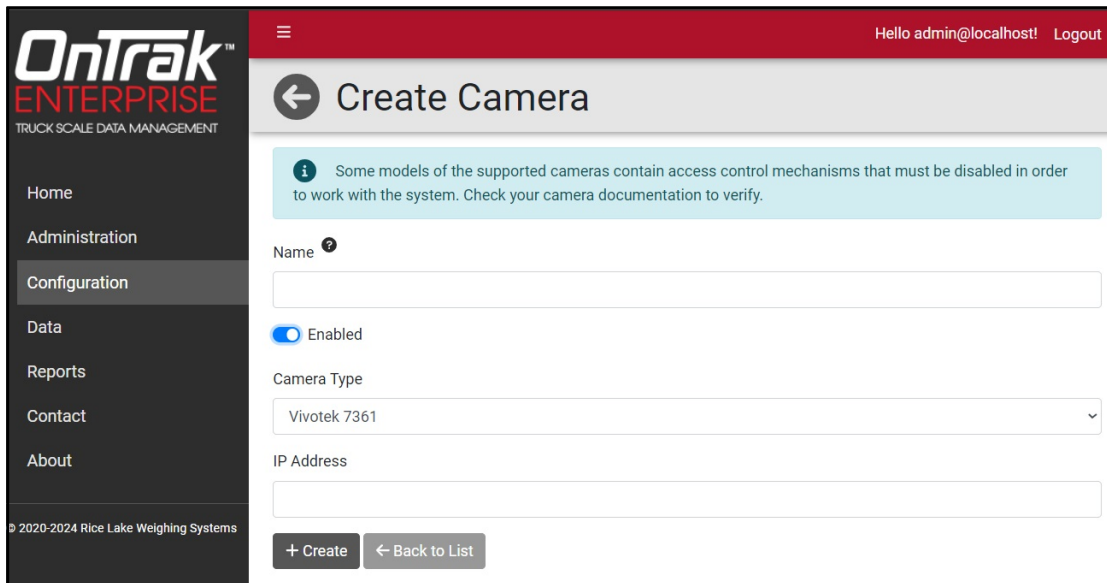 OnTrak™
ENTERPRISE
TRUCK SCALE DATA MANAGEMENT
Home
Administration
Configuration
Data
Reports
Contact
About
© 2020-2024 Rice Lake Weighing Systems
Hello admin@localhost! Logout
Create Camera
Some models of the supported cameras contain access control mechanisms that must be disabled in order
to work with the system. Check your camera documentation to verify.
Name
Enabled
Camera Type
Vivotek 7361
IP Address
+ Create ← Back to List